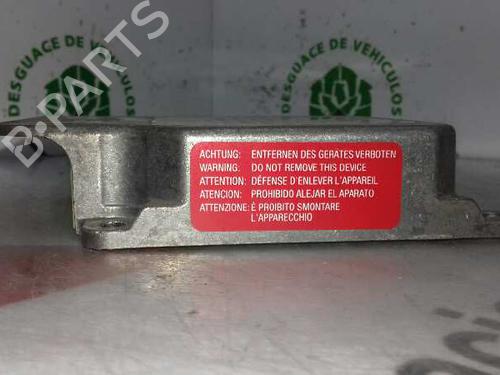 DESGUACE DE VEHICULOS
DESGUACE DE VEHICULOS
B-PARTS
ACHTUNG: ENTFERNEN DES GERÄTES VERBOTEN
WARNING: DO NOT REMOVE THIS DEVICE
ATTENTION: DÉFENSE D'ENLEVER L'APPAREIL
ATENCION: PROHIBIDO ALEJAR EL APARATO
ATTENZIONE: É PROIBITO SMONTARE
L'APPARECCHIO